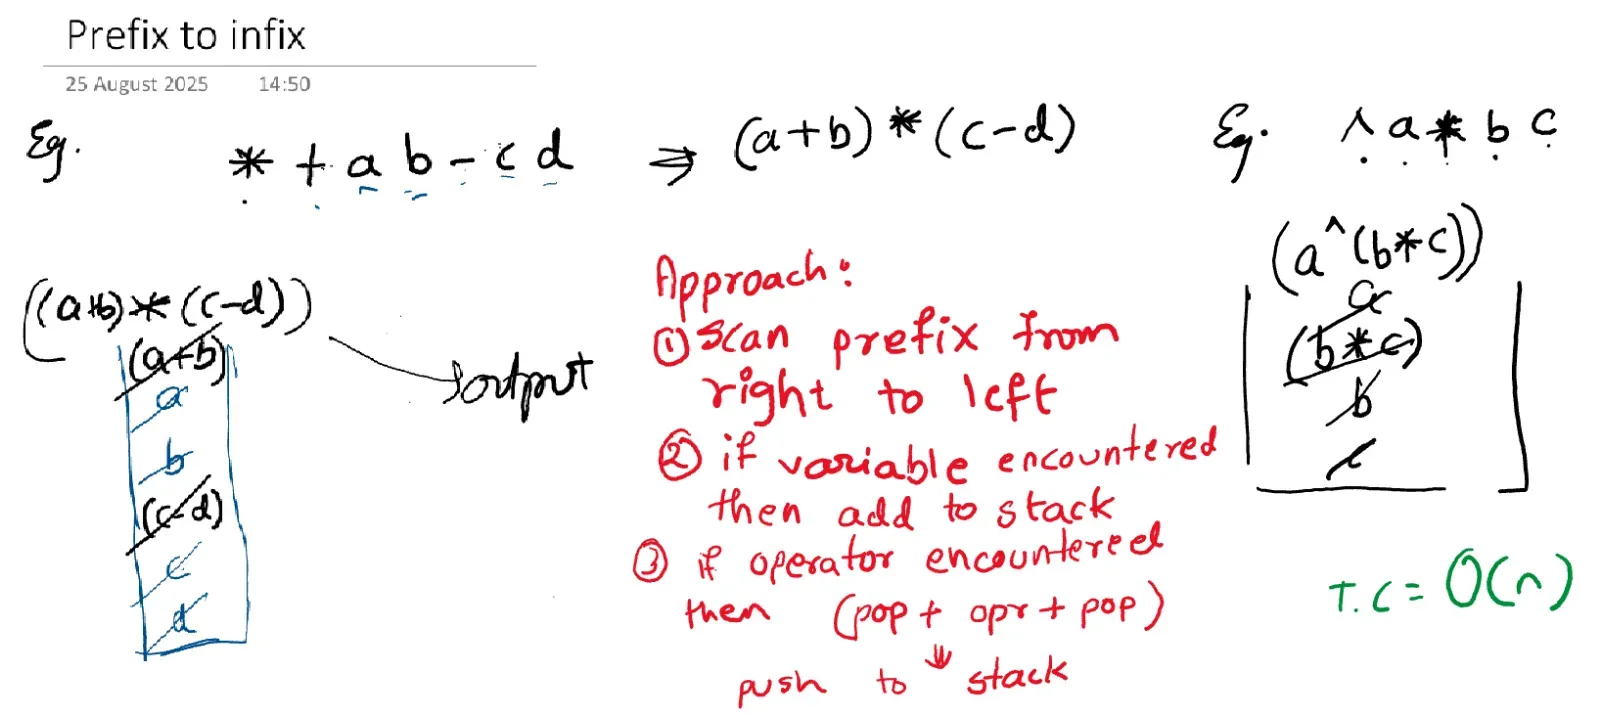 Prefix to infix
25 August 2025 14:50
Eg. * + a b - c d ⇒ (a+b) * (c-d)
((a+b) * (c-d))
(a+b)
a
b
(c-d)
c
d
output
Approach:
① scan prefix from
right to left
② if variable encountered
then add to stack
③ if operator encountered
then (pop + opr + pop)
push to stack
Eg. ^ a * b c
(a^(b*c))
a
(b*c)
b
c
T.C = O(n)